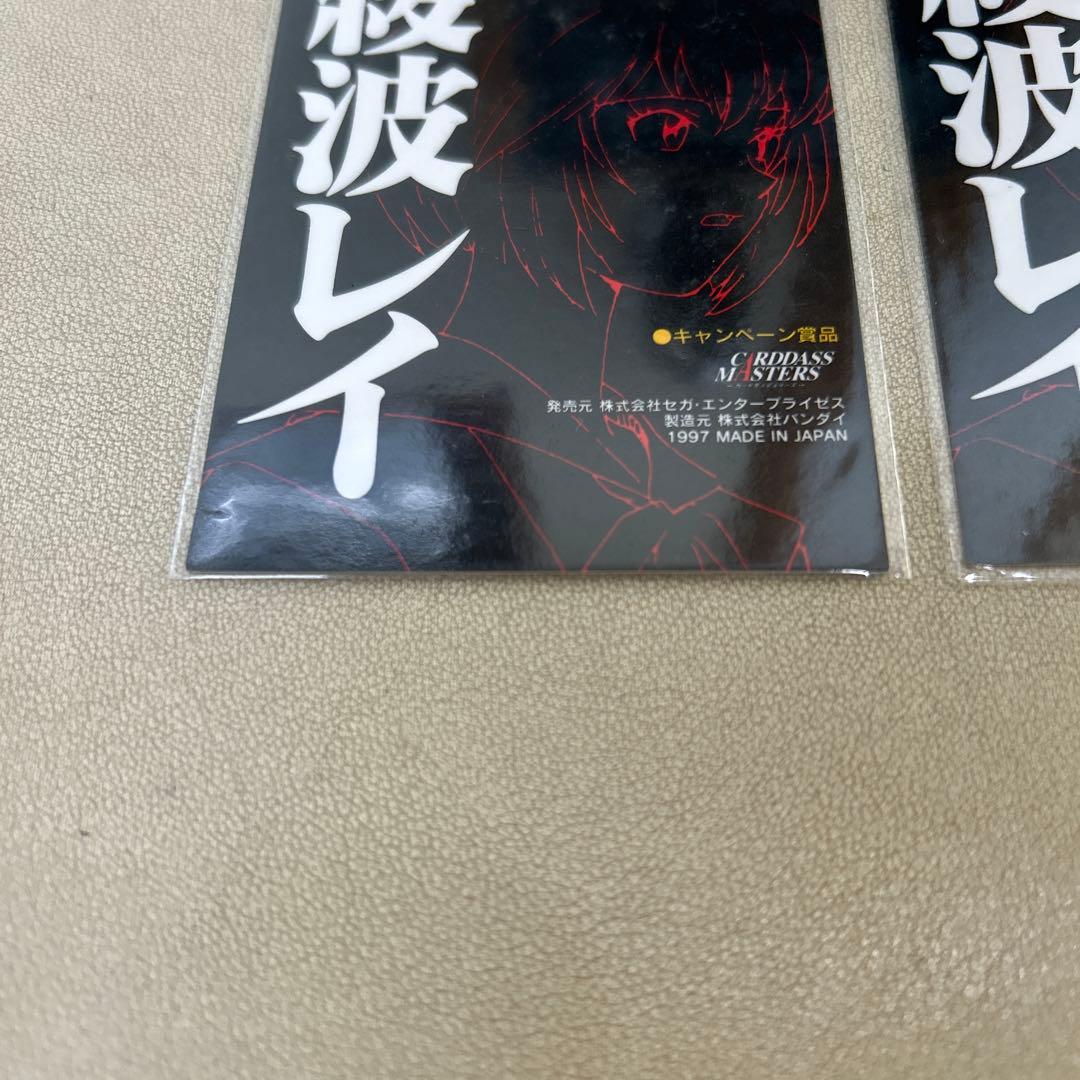 綾波レイ
●キャンペーン賞品
CARDDASS
MASTERS
発売元 株式会社セガ・エンタープライゼス
製造元 株式会社バンダイ
1997 MADE IN JAPAN
綾波レイ